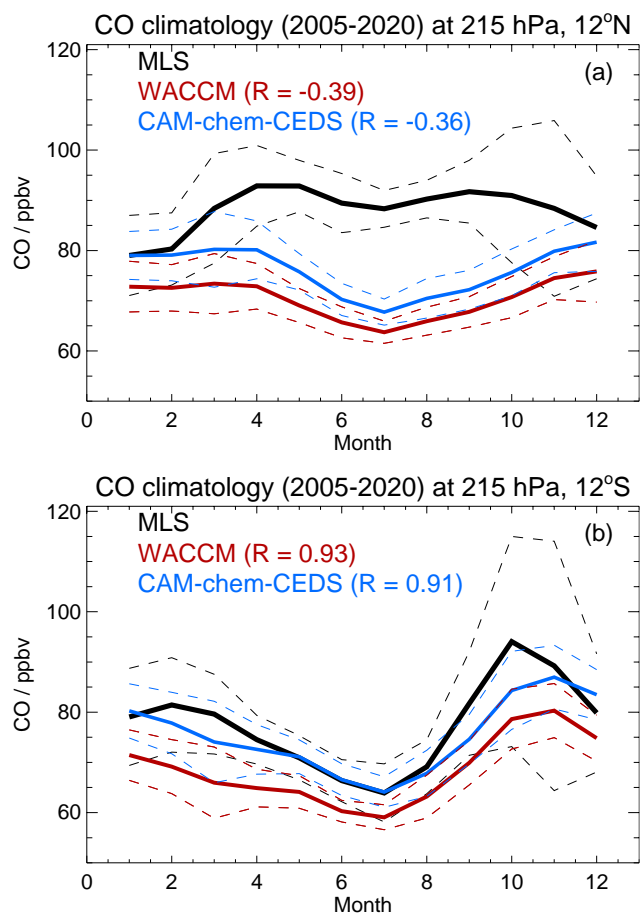 CO climatology (2005-2020) at 215 hPa, 12°N
MLS
(a)
WACCM (R = -0.39)
CAM-chem-CEDS (R = -0.36)
CO / ppbv
120
100
80
60
0 2 4 6 8 10 12
Month
CO climatology (2005-2020) at 215 hPa, 12°S
MLS
(b)
WACCM (R = 0.93)
CAM-chem-CEDS (R = 0.91)
CO / ppbv
120
100
80
60
0 2 4 6 8 10 12
Month